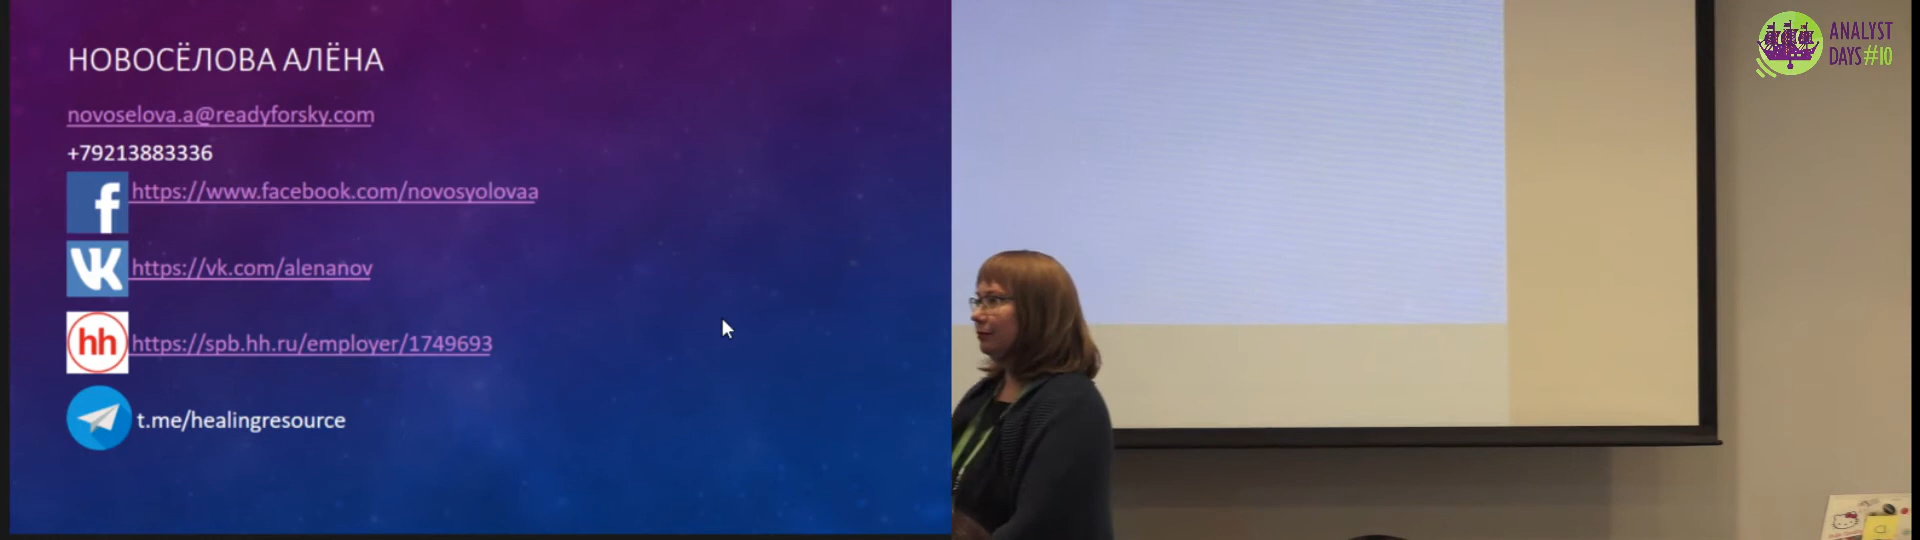 НОВОСЁЛОВА АЛЁНА
novoselova.a@readyforsky.com
+79213883336
f https://www.facebook.com/novosyolovaa
VK https://vk.com/alenanov
hh https://spb.hh.ru/employer/1749693
t.me/healingresource
ANALYST
DAYS#10